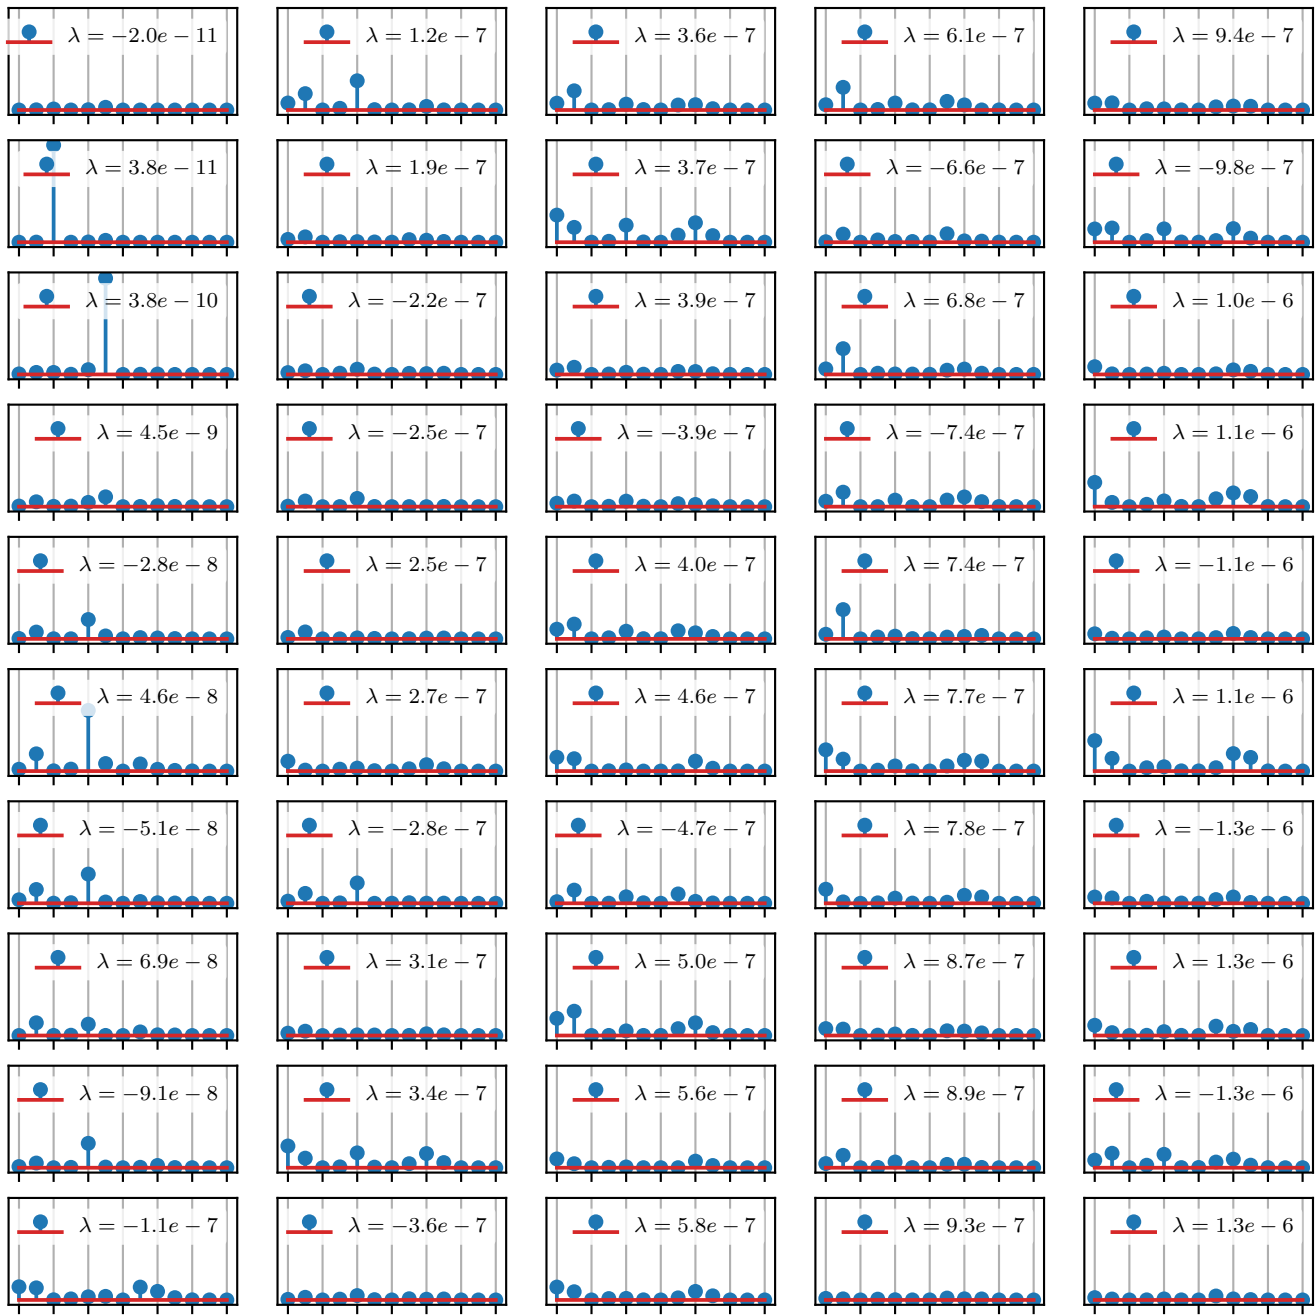 λ = −2.0e − 11
λ = 1.2e − 7
λ = 3.6e − 7
λ = 6.1e − 7
λ = 9.4e − 7
λ = 3.8e − 11
λ = 1.9e − 7
λ = 3.7e − 7
λ = −6.6e − 7
λ = −9.8e − 7
λ = 3.8e − 10
λ = −2.2e − 7
λ = 3.9e − 7
λ = 6.8e − 7
λ = 1.0e − 6
λ = 4.5e − 9
λ = −2.5e − 7
λ = −3.9e − 7
λ = −7.4e − 7
λ = 1.1e − 6
λ = −2.8e − 8
λ = 2.5e − 7
λ = 4.0e − 7
λ = 7.4e − 7
λ = −1.1e − 6
λ = 4.6e − 8
λ = 2.7e − 7
λ = 4.6e − 7
λ = 7.7e − 7
λ = 1.1e − 6
λ = −5.1e − 8
λ = −2.8e − 7
λ = −4.7e − 7
λ = 7.8e − 7
λ = −1.3e − 6
λ = 6.9e − 8
λ = 3.1e − 7
λ = 5.0e − 7
λ = 8.7e − 7
λ = 1.3e − 6
λ = −9.1e − 8
λ = 3.4e − 7
λ = 5.6e − 7
λ = 8.9e − 7
λ = −1.3e − 6
λ = −1.1e − 7
λ = −3.6e − 7
λ = 5.8e − 7
λ = 9.3e − 7
λ = 1.3e − 6